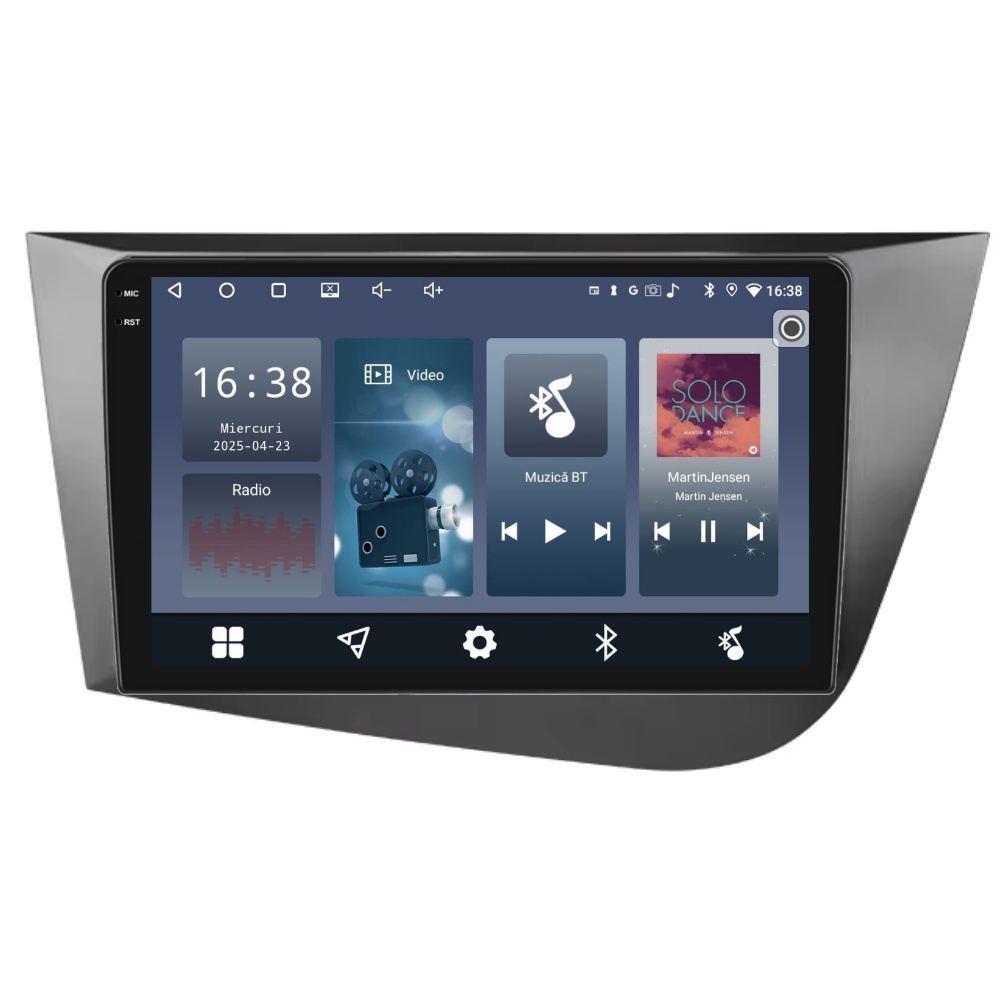 MIC
RST
16:38
16:38
Miercuri
2025-04-23
Radio
Video
Muzică BT
SOLO
DANCE
MARTIN JENSEN
MartinJensen
Martin Jensen